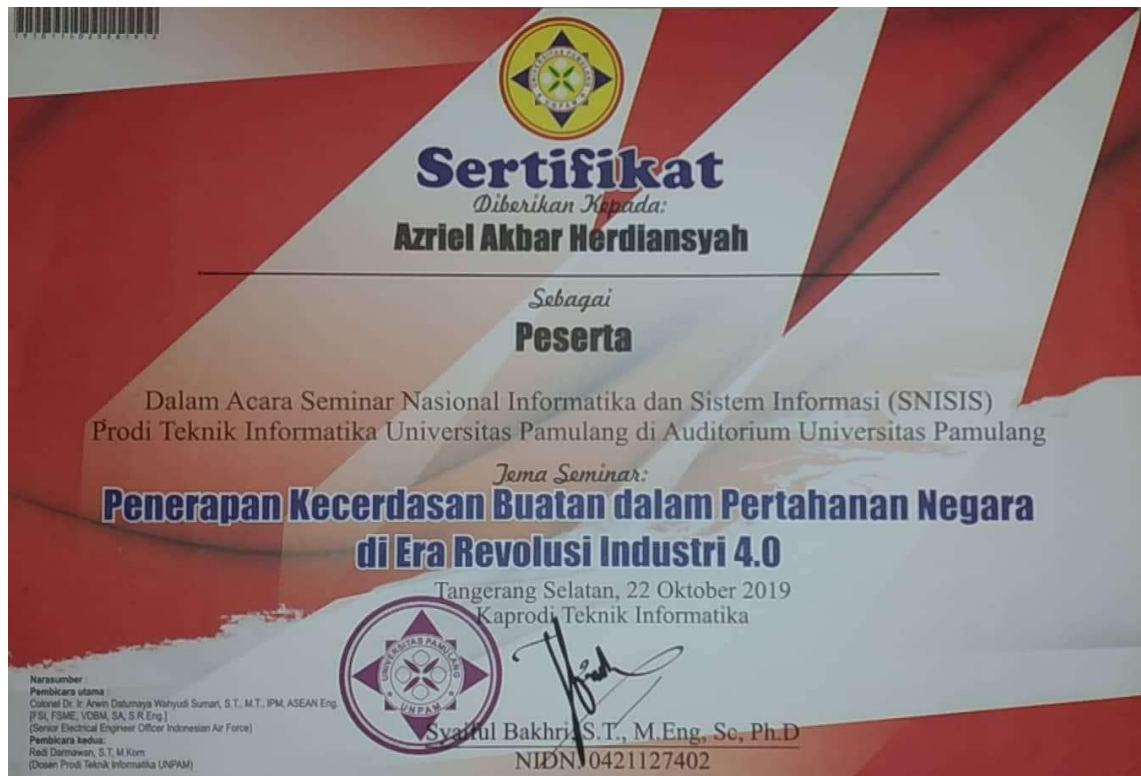 Sertifikat
Diberikan Kepada:
Azriel Akbar Herdiansyah
Sebagai
Peserta
Dalam Acara Seminar Nasional Informatika dan Sistem Informasi (SNISIS)
Prodi Teknik Informatika Universitas Pamulang di Auditorium Universitas Pamulang
Tema Seminar:
Penerapan Kecerdasan Buatan dalam Pertahanan Negara
di Era Revolusi Industri 4.0
Tangerang Selatan, 22 Oktober 2019
Kaprodi Teknik Informatika
UNIVERSITAS PAMULANG
UNPAM
Syaiful Bakhri, S.T., M.Eng, Sc, Ph.D
NIDN. 0421127402
Narasumber :
Pembicara utama :
Colonel Dr. Ir. Arwin Datumaya Wahyudi Sumari, S.T., M.T., IPM, ASEAN Eng.
[FSI, FSME, VDBM, SA, S.R.Eng.]
(Senior Electrical Engineer Officer Indonesian Air Force)
Pembicara kedua:
Redi Darmawan, S.T, M.Kom
(Dosen Prodi Teknik Informatika UNPAM)